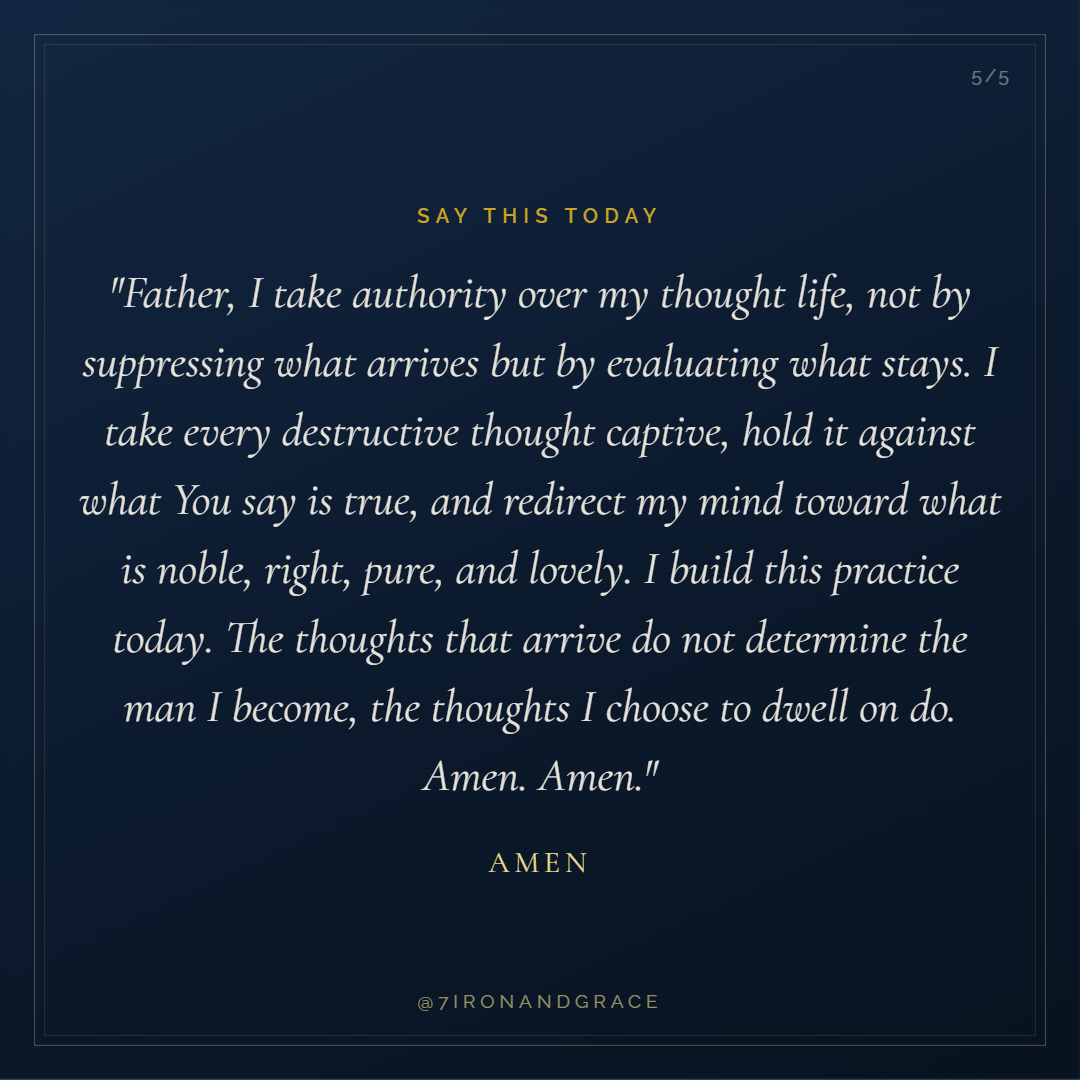 5/5
SAY THIS TODAY
"Father, I take authority over my thought life, not by
suppressing what arrives but by evaluating what stays. I
take every destructive thought captive, hold it against
what You say is true, and redirect my mind toward what
is noble, right, pure, and lovely. I build this practice
today. The thoughts that arrive do not determine the
man I become, the thoughts I choose to dwell on do.
Amen. Amen."
AMEN
@7IRONANDGRACE